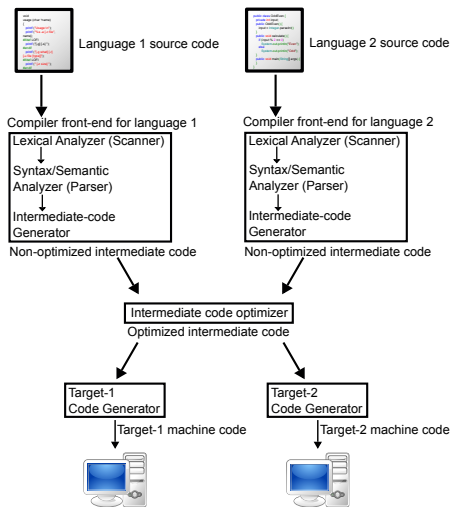 Language 1 source code
Language 2 source code
Compiler front-end for language 1
Lexical Analyzer (Scanner)
Syntax/Semantic
Analyzer (Parser)
Intermediate-code
Generator
Non-optimized intermediate code
Compiler front-end for language 2
Lexical Analyzer (Scanner)
Syntax/Semantic
Analyzer (Parser)
Intermediate-code
Generator
Non-optimized intermediate code
Intermediate code optimizer
Optimized intermediate code
Target-1
Code Generator
Target-1 machine code
Target-2
Code Generator
Target-2 machine code